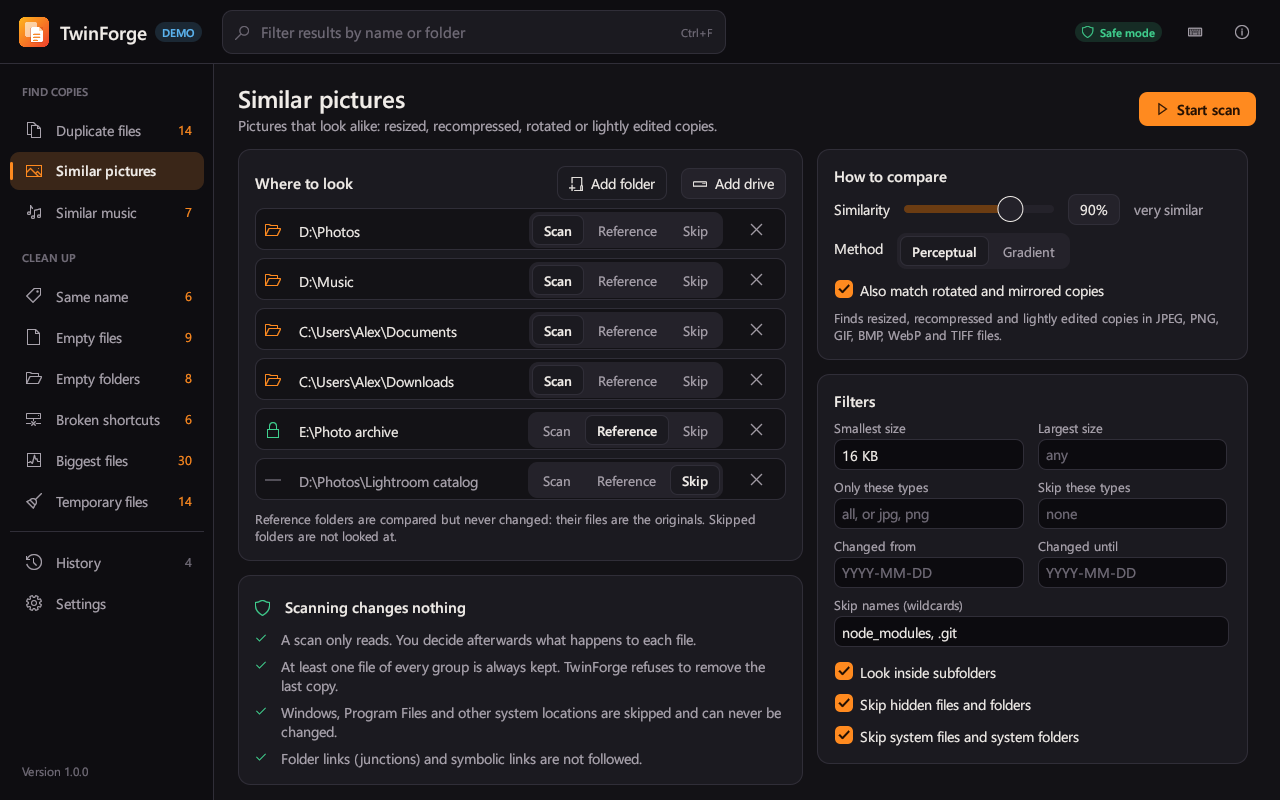 TwinForge DEMO
Filter results by name or folder Ctrl+F
Safe mode
FIND COPIES
Duplicate files 14
Similar pictures
Similar music 7
CLEAN UP
Same name 6
Empty files 9
Empty folders 8
Broken shortcuts 6
Biggest files 30
Temporary files 14
History 4
Settings
Version 1.0.0
Similar pictures
Pictures that look alike: resized, recompressed, rotated or lightly edited copies.
Start scan
Where to look
Add folder
Add drive
D:\Photos Scan Reference Skip
D:\Music Scan Reference Skip
C:\Users\Alex\Documents Scan Reference Skip
C:\Users\Alex\Downloads Scan Reference Skip
E:\Photo archive Scan Reference Skip
D:\Photos\Lightroom catalog Scan Reference Skip
Reference folders are compared but never changed: their files are the originals. Skipped
folders are not looked at.
Scanning changes nothing
A scan only reads. You decide afterwards what happens to each file.
At least one file of every group is always kept. TwinForge refuses to remove the
last copy.
Windows, Program Files and other system locations are skipped and can never be
changed.
Folder links (junctions) and symbolic links are not followed.
How to compare
Similarity 90% very similar
Method Perceptual Gradient
Also match rotated and mirrored copies
Finds resized, recompressed and lightly edited copies in JPEG, PNG,
GIF, BMP, WebP and TIFF files.
Filters
Smallest size Largest size
16 KB any
Only these types Skip these types
all, or jpg, png none
Changed from Changed until
YYYY-MM-DD YYYY-MM-DD
Skip names (wildcards)
node_modules, .git
Look inside subfolders
Skip hidden files and folders
Skip system files and system folders